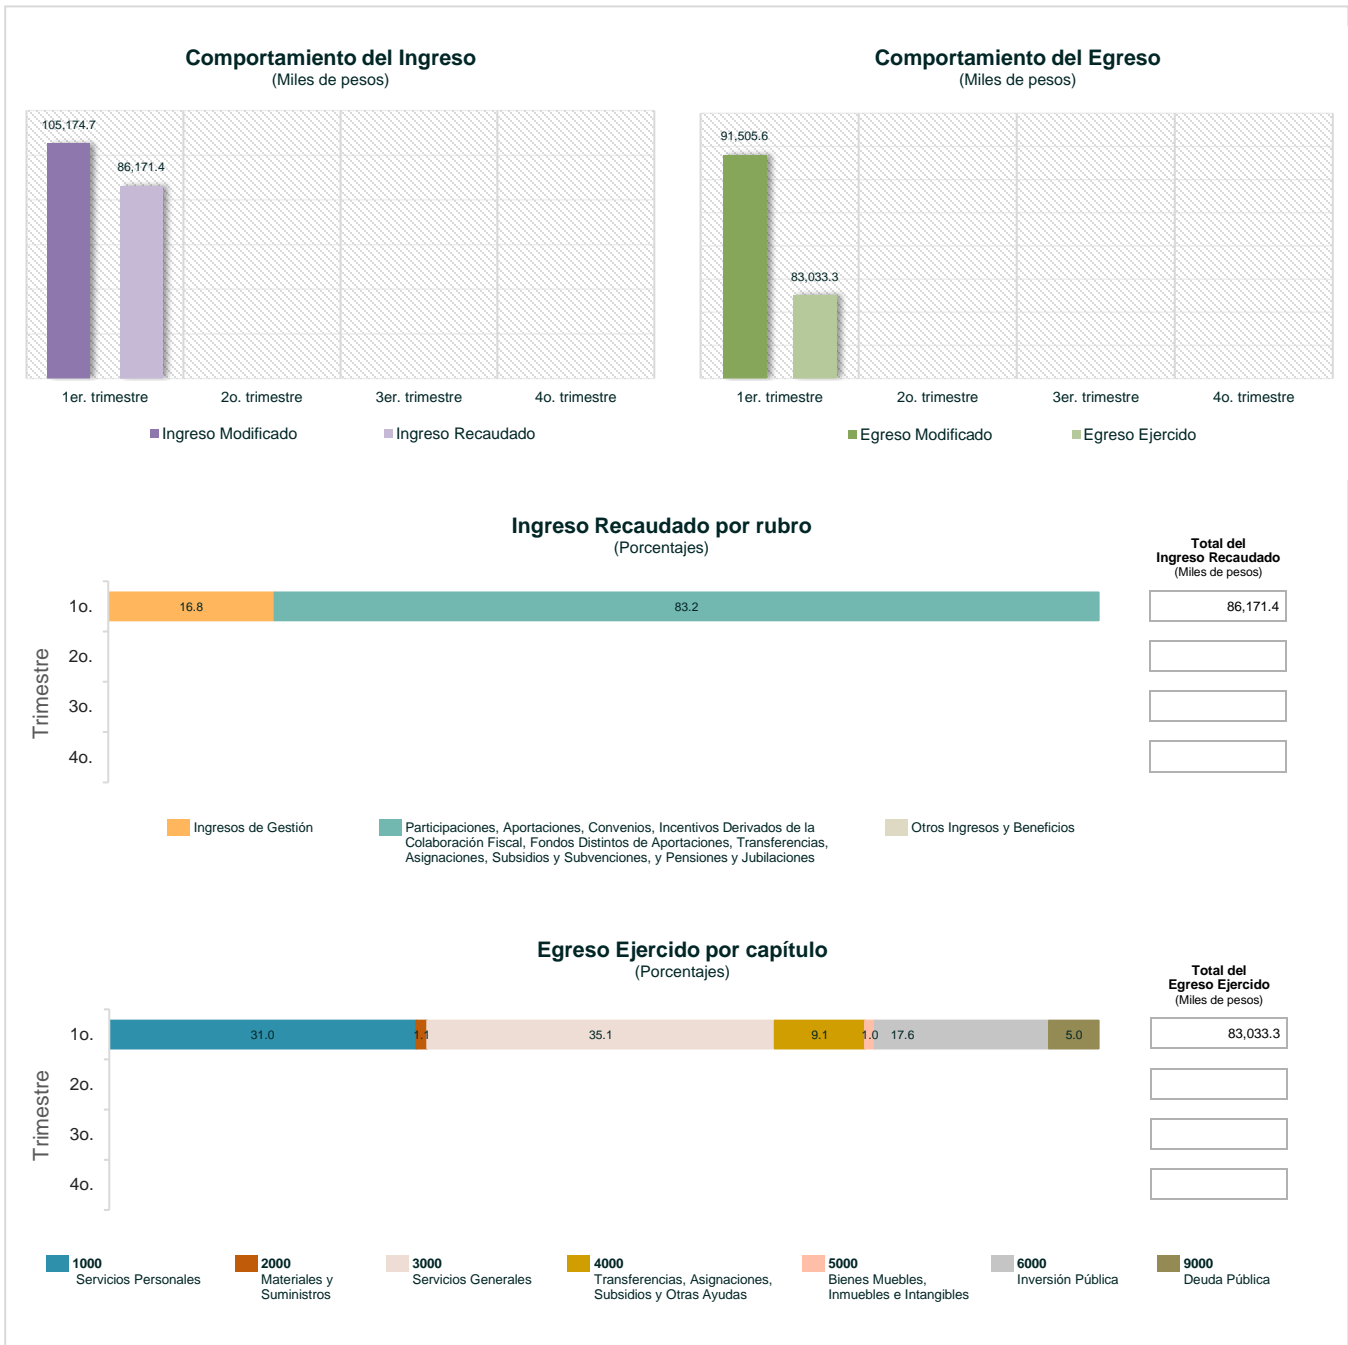 Comportamiento del Ingreso
(Miles de pesos)
105,174.7
86,171.4
1er. trimestre
2o. trimestre
3er. trimestre
4o. trimestre
Ingreso Modificado
Ingreso Recaudado
Comportamiento del Egreso
(Miles de pesos)
91,505.6
83,033.3
1er. trimestre
2o. trimestre
3er. trimestre
4o. trimestre
Egreso Modificado
Egreso Ejercido
Ingreso Recaudado por rubro
(Porcentajes)
Total del
Ingreso Recaudado
(Miles de pesos)
Trimestre
1o.
16.8
83.2
86,171.4
2o.
3o.
4o.
Ingresos de Gestión
Participaciones, Aportaciones, Convenios, Incentivos Derivados de la
Colaboración Fiscal, Fondos Distintos de Aportaciones, Transferencias,
Asignaciones, Subsidios y Subvenciones, y Pensiones y Jubilaciones
Otros Ingresos y Beneficios
Egreso Ejercido por capítulo
(Porcentajes)
Total del
Egreso Ejercido
(Miles de pesos)
Trimestre
1o.
31.0
1.1
35.1
9.1
1.0
17.6
5.0
83,033.3
2o.
3o.
4o.
1000
Servicios Personales
2000
Materiales y
Suministros
3000
Servicios Generales
4000
Transferencias, Asignaciones,
Subsidios y Otras Ayudas
5000
Bienes Muebles,
Inmuebles e Intangibles
6000
Inversión Pública
9000
Deuda Pública